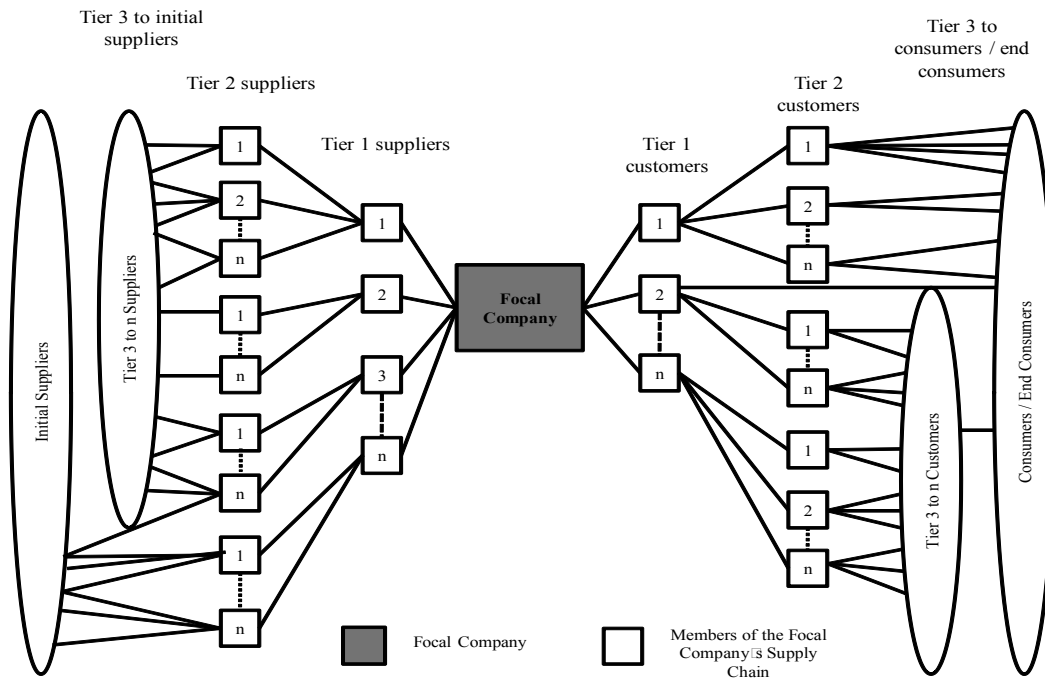 Tier 3 to initial
suppliers
Tier 2 suppliers
Tier 1 suppliers
Tier 1
customers
Tier 2
customers
Tier 3 to
consumers / end
consumers
Initial Suppliers
Tier 3 to n Suppliers
1
2
n
1
n
1
n
1
n
1
2
3
n
Focal
Company
1
2
n
1
2
n
1
n
1
2
n
Tier 3 to n Customers
Consumers / End Consumers
Focal Company
Members of the Focal
Company s Supply
Chain